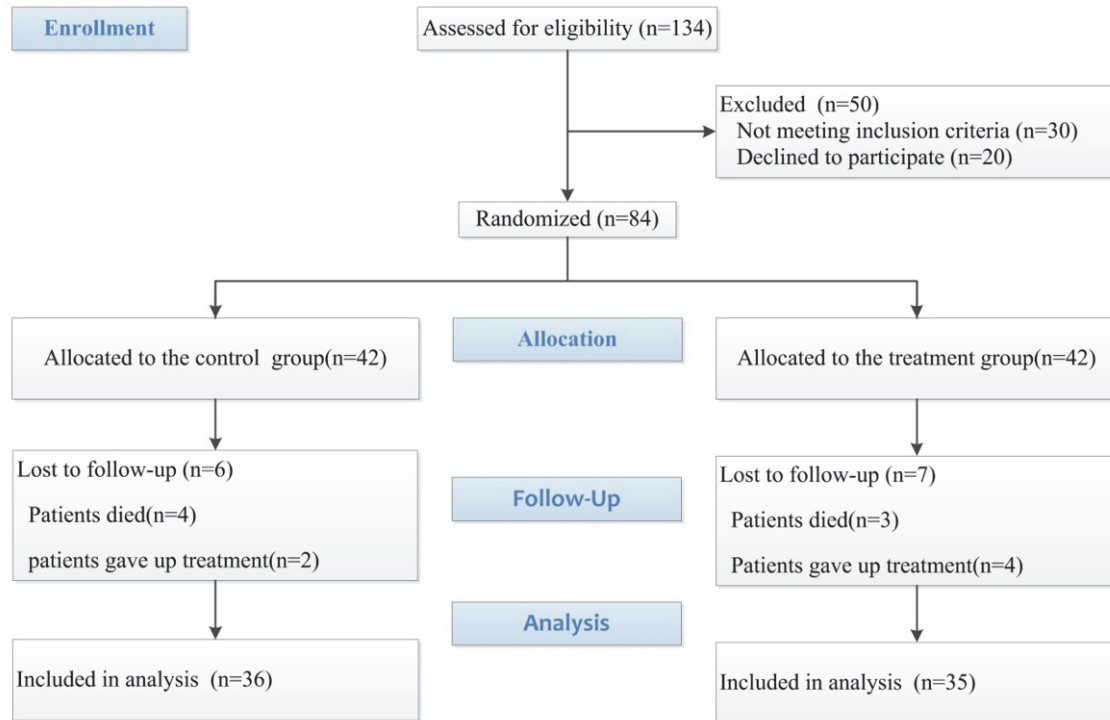 Enrollment
Assessed for eligibility (n=134)
Excluded (n=50)
Not meeting inclusion criteria (n=30)
Declined to participate (n=20)
Randomized (n=84)
Allocated to the control group(n=42)
Allocation
Allocated to the treatment group(n=42)
Lost to follow-up (n=6)
Patients died(n=4)
patients gave up treatment(n=2)
Follow-Up
Lost to follow-up (n=7)
Patients died(n=3)
Patients gave up treatment(n=4)
Analysis
Included in analysis (n=36)
Included in analysis (n=35)